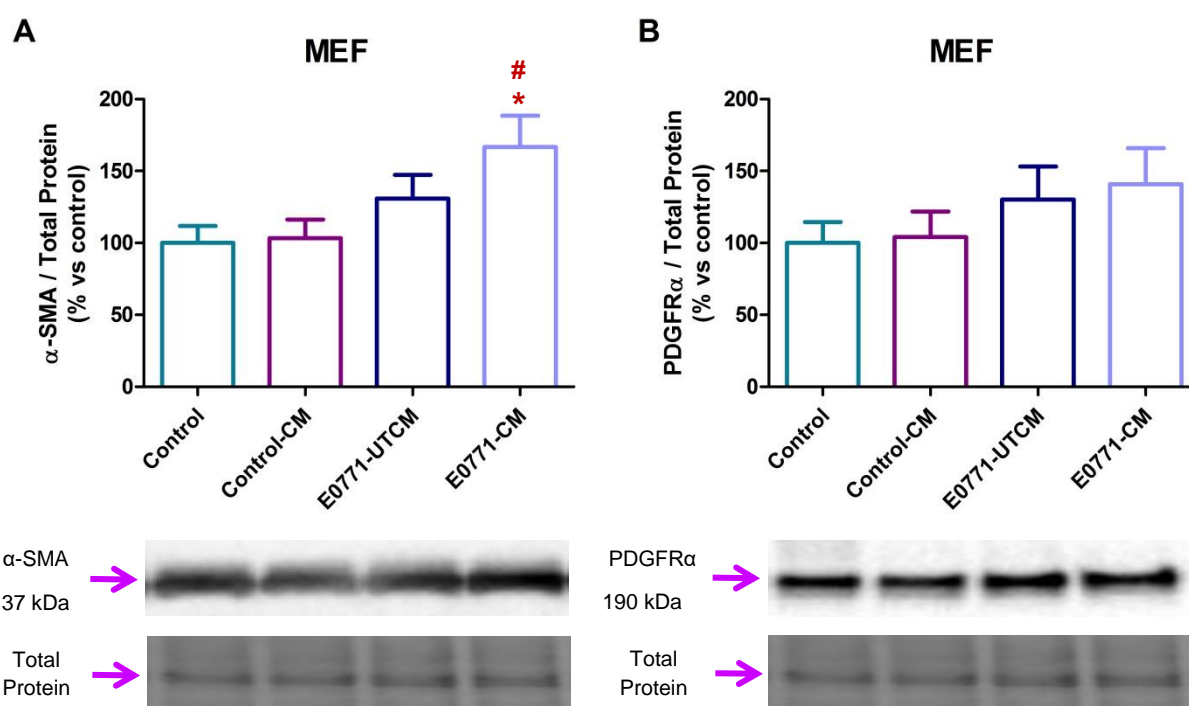 A
MEF
#
*
α-SMA / Total Protein
(% vs control)
200
150
100
50
0
Control
Control-CM
E0771-UTCM
E0771-CM
α-SMA
37 kDa
Total
Protein
B
MEF
PDGFRα / Total Protein
(% vs control)
200
150
100
50
0
Control
Control-CM
E0771-UTCM
E0771-CM
PDGFRα
190 kDa
Total
Protein